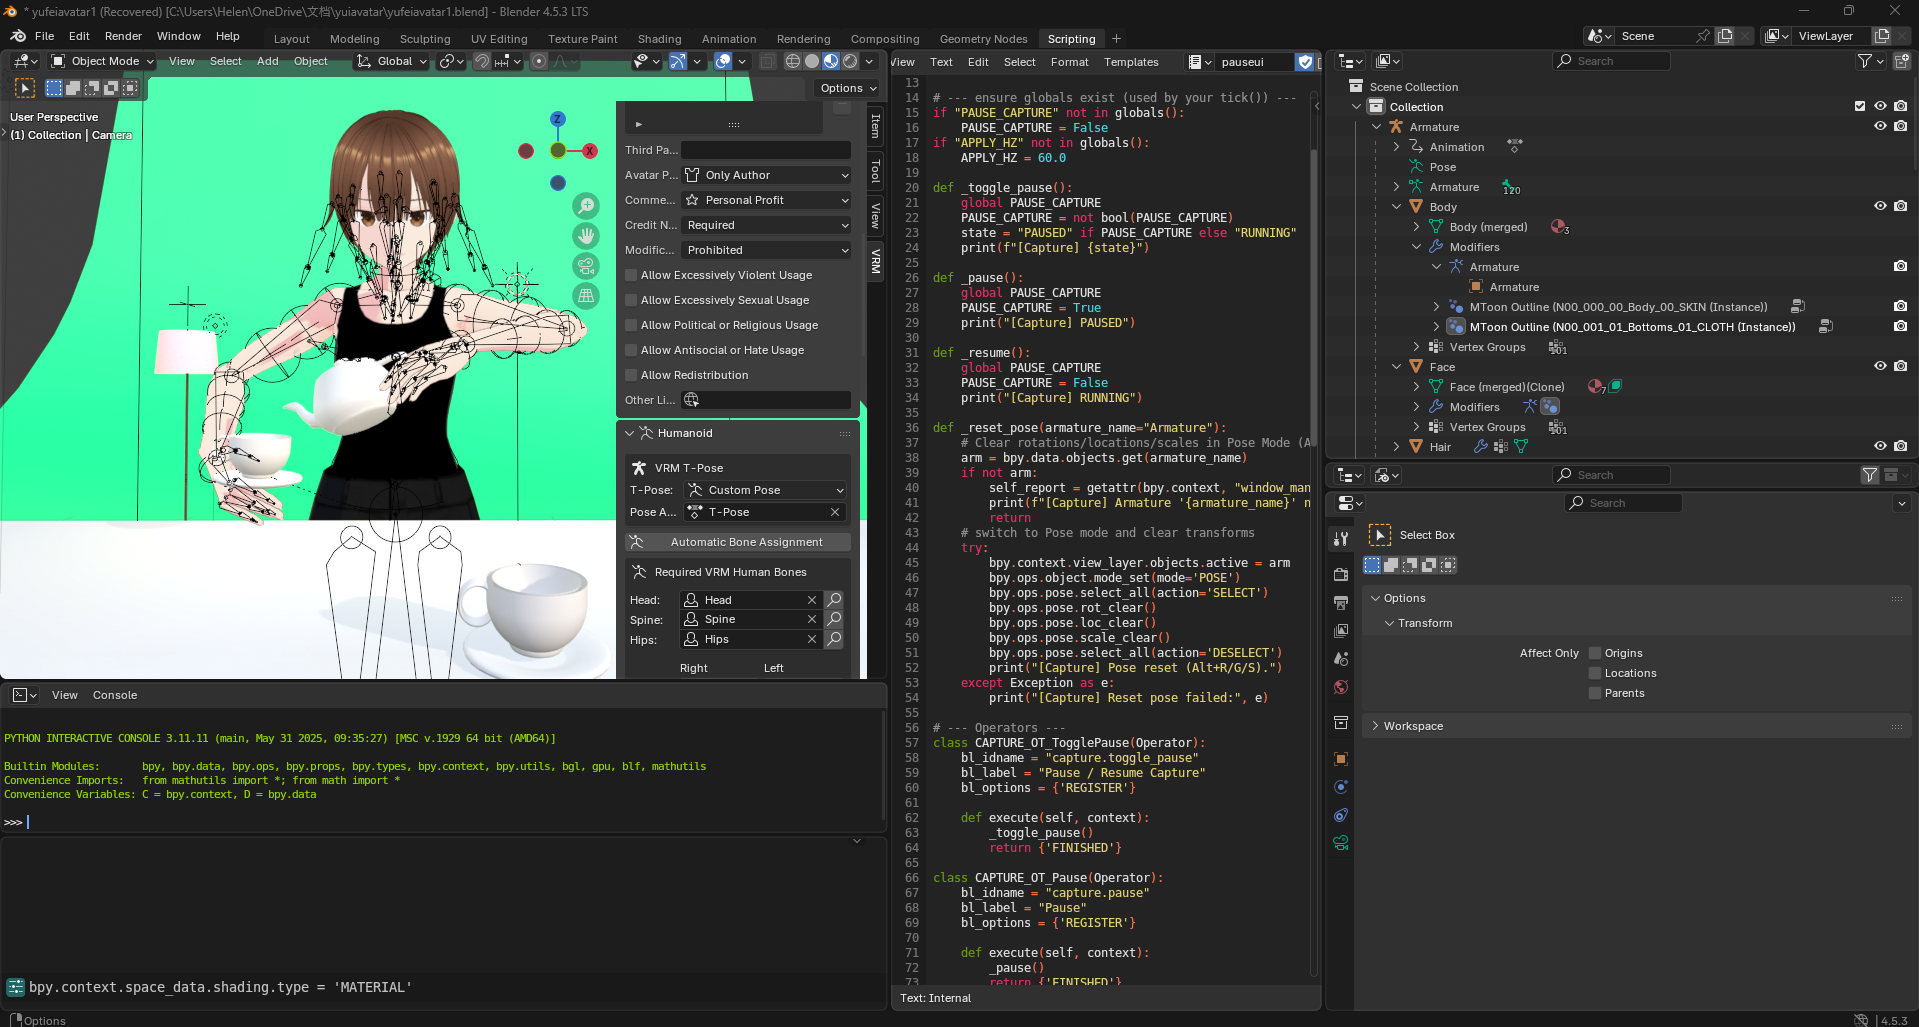 * yufeiavatar1 (Recovered) [C:\Users\Helen\OneDrive\文档\yuiavatar\yufeiavatar1.blend] - Blender 4.5.3 LTS
File Edit Render Window Help
Layout Modeling Sculpting UV Editing Texture Paint Shading Animation Rendering Compositing Geometry Nodes Scripting
Scene
ViewLayer
Object Mode View Select Add Object Global
Options
User Perspective
(1) Collection | Camera
Z
X
Item
Tool
View
VRM
Third Pa...
Avatar P... Only Author
Comme... Personal Profit
Credit N... Required
Modific... Prohibited
Allow Excessively Violent Usage
Allow Excessively Sexual Usage
Allow Political or Religious Usage
Allow Antisocial or Hate Usage
Allow Redistribution
Other Li...
Humanoid
VRM T-Pose
T-Pose: Custom Pose
Pose A... T-Pose
Automatic Bone Assignment
Required VRM Human Bones
Head: Head
Spine: Spine
Hips: Hips
Right Left
View Console
PYTHON INTERACTIVE CONSOLE 3.11.11 (main, May 31 2025, 09:35:27) [MSC v.1929 64 bit (AMD64)]
Builtin Modules: bpy, bpy.data, bpy.ops, bpy.props, bpy.types, bpy.context, bpy.utils, bgl, gpu, blf, mathutils
Convenience Imports: from mathutils import *; from math import *
Convenience Variables: C = bpy.context, D = bpy.data
>>>
bpy.context.space_data.shading.type = 'MATERIAL'
Options
View Text Edit Select Format Templates pauseui
13
14 # --- ensure globals exist (used by your tick()) ---
15 if "PAUSE_CAPTURE" not in globals():
16 PAUSE_CAPTURE = False
17 if "APPLY_HZ" not in globals():
18 APPLY_HZ = 60.0
19
20 def _toggle_pause():
21 global PAUSE_CAPTURE
22 PAUSE_CAPTURE = not bool(PAUSE_CAPTURE)
23 state = "PAUSED" if PAUSE_CAPTURE else "RUNNING"
24 print(f"[Capture] {state}")
25
26 def _pause():
27 global PAUSE_CAPTURE
28 PAUSE_CAPTURE = True
29 print("[Capture] PAUSED")
30
31 def _resume():
32 global PAUSE_CAPTURE
33 PAUSE_CAPTURE = False
34 print("[Capture] RUNNING")
35
36 def _reset_pose(armature_name="Armature"):
37 # Clear rotations/locations/scales in Pose Mode (A
38 arm = bpy.data.objects.get(armature_name)
39 if not arm:
40 self_report = getattr(bpy.context, "window_man
41 print(f"[Capture] Armature '{armature_name}' n
42 return
43 # switch to Pose mode and clear transforms
44 try:
45 bpy.context.view_layer.objects.active = arm
46 bpy.ops.object.mode_set(mode='POSE')
47 bpy.ops.pose.select_all(action='SELECT')
48 bpy.ops.pose.rot_clear()
49 bpy.ops.pose.loc_clear()
50 bpy.ops.pose.scale_clear()
51 bpy.ops.pose.select_all(action='DESELECT')
52 print("[Capture] Pose reset (Alt+R/G/S).")
53 except Exception as e:
54 print("[Capture] Reset pose failed:", e)
55
56 # --- Operators ---
57 class CAPTURE_OT_TogglePause(Operator):
58 bl_idname = "capture.toggle_pause"
59 bl_label = "Pause / Resume Capture"
60 bl_options = {'REGISTER'}
61
62 def execute(self, context):
63 _toggle_pause()
64 return {'FINISHED'}
65
66 class CAPTURE_OT_Pause(Operator):
67 bl_idname = "capture.pause"
68 bl_label = "Pause"
69 bl_options = {'REGISTER'}
70
71 def execute(self, context):
72 _pause()
73 return {'FINISHED'}
Text: Internal
Search
Scene Collection
Collection
Armature
Animation
Pose
Armature 120
Body
Body (merged) 3
Modifiers
Armature
Armature
MToon Outline (N00_000_00_Body_00_SKIN (Instance))
MToon Outline (N00_001_01_Bottoms_01_CLOTH (Instance))
Vertex Groups 101
Face
Face (merged)(Clone) 7
Modifiers
Vertex Groups 101
Hair
Search
Search
Select Box
Options
Transform
Affect Only Origins
Locations
Parents
Workspace
4.5.3